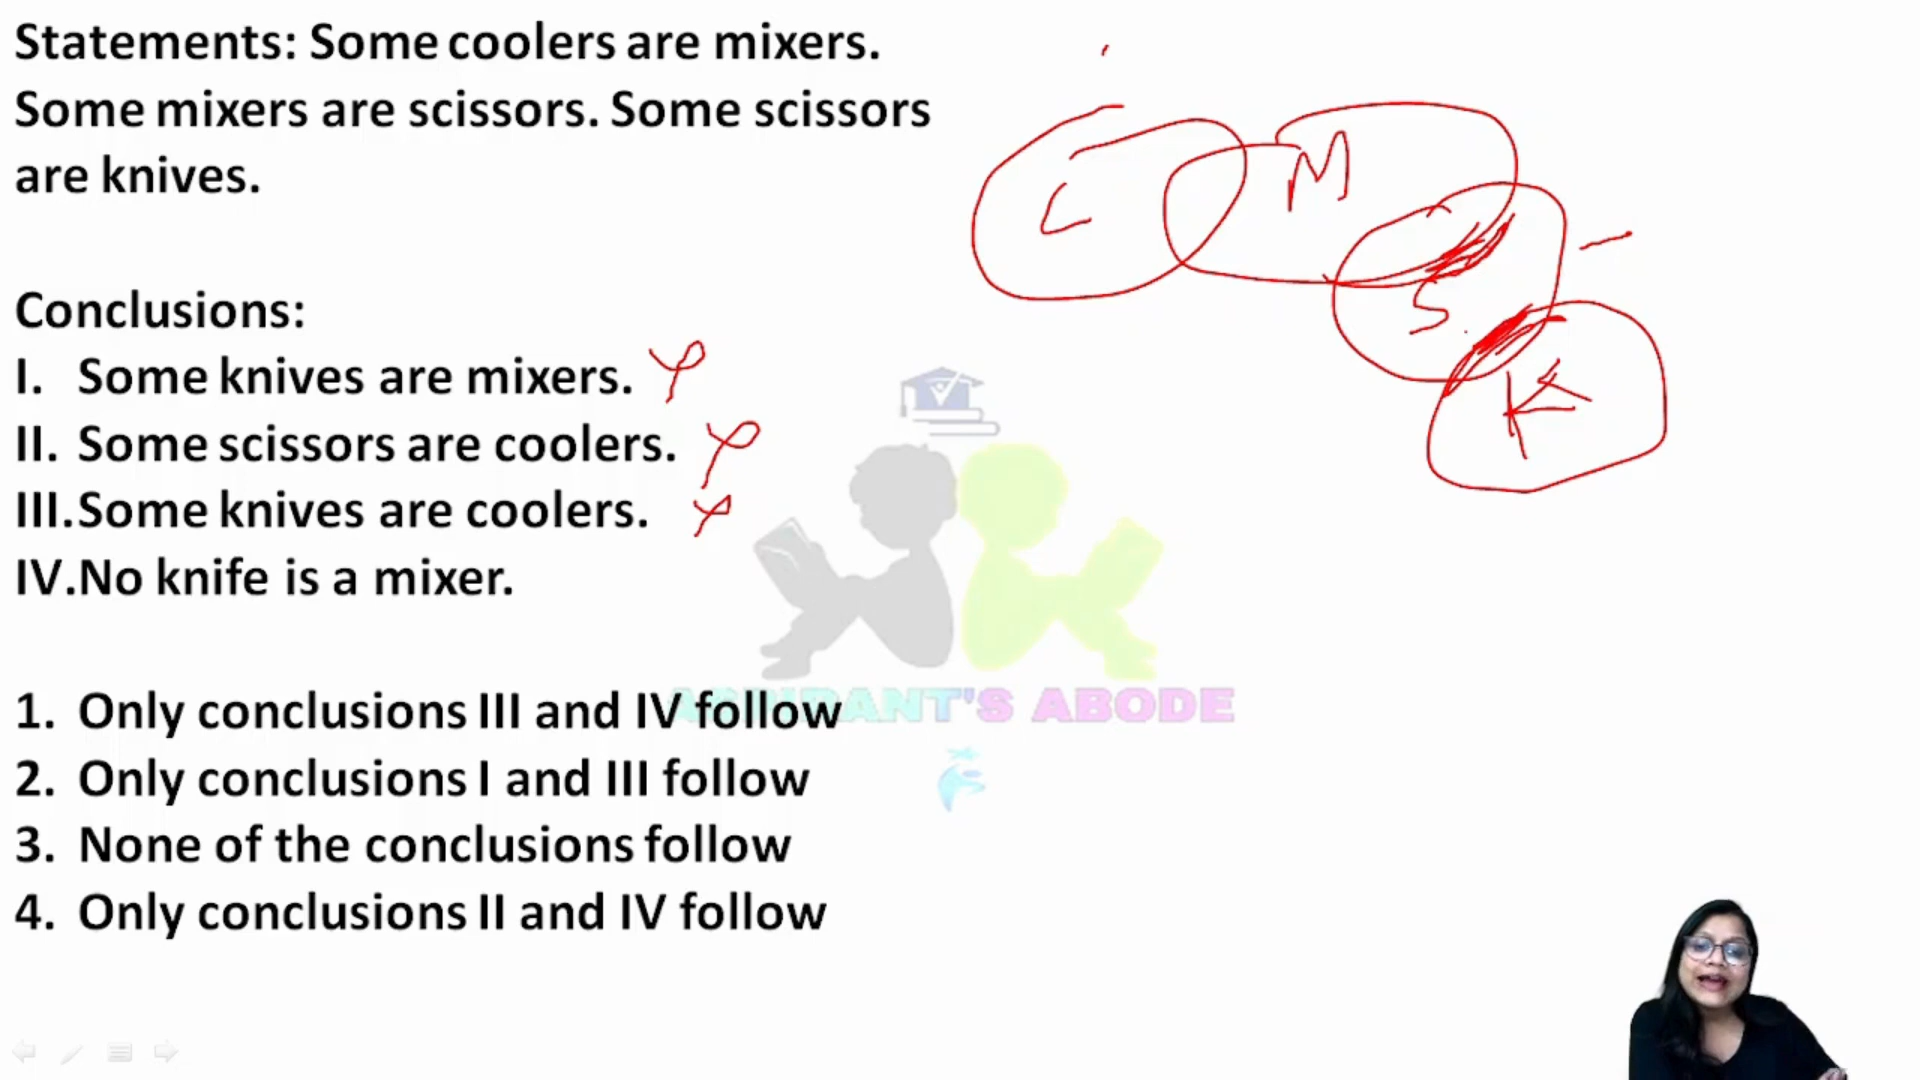 Statements: Some coolers are mixers.
Some mixers are scissors. Some scissors
are knives.
Conclusions:
I. Some knives are mixers.
II. Some scissors are coolers.
III. Some knives are coolers.
IV. No knife is a mixer.
1. Only conclusions III and IV follow
2. Only conclusions I and III follow
3. None of the conclusions follow
4. Only conclusions II and IV follow
C
M
S
K
ASPIRANT'S ABODE